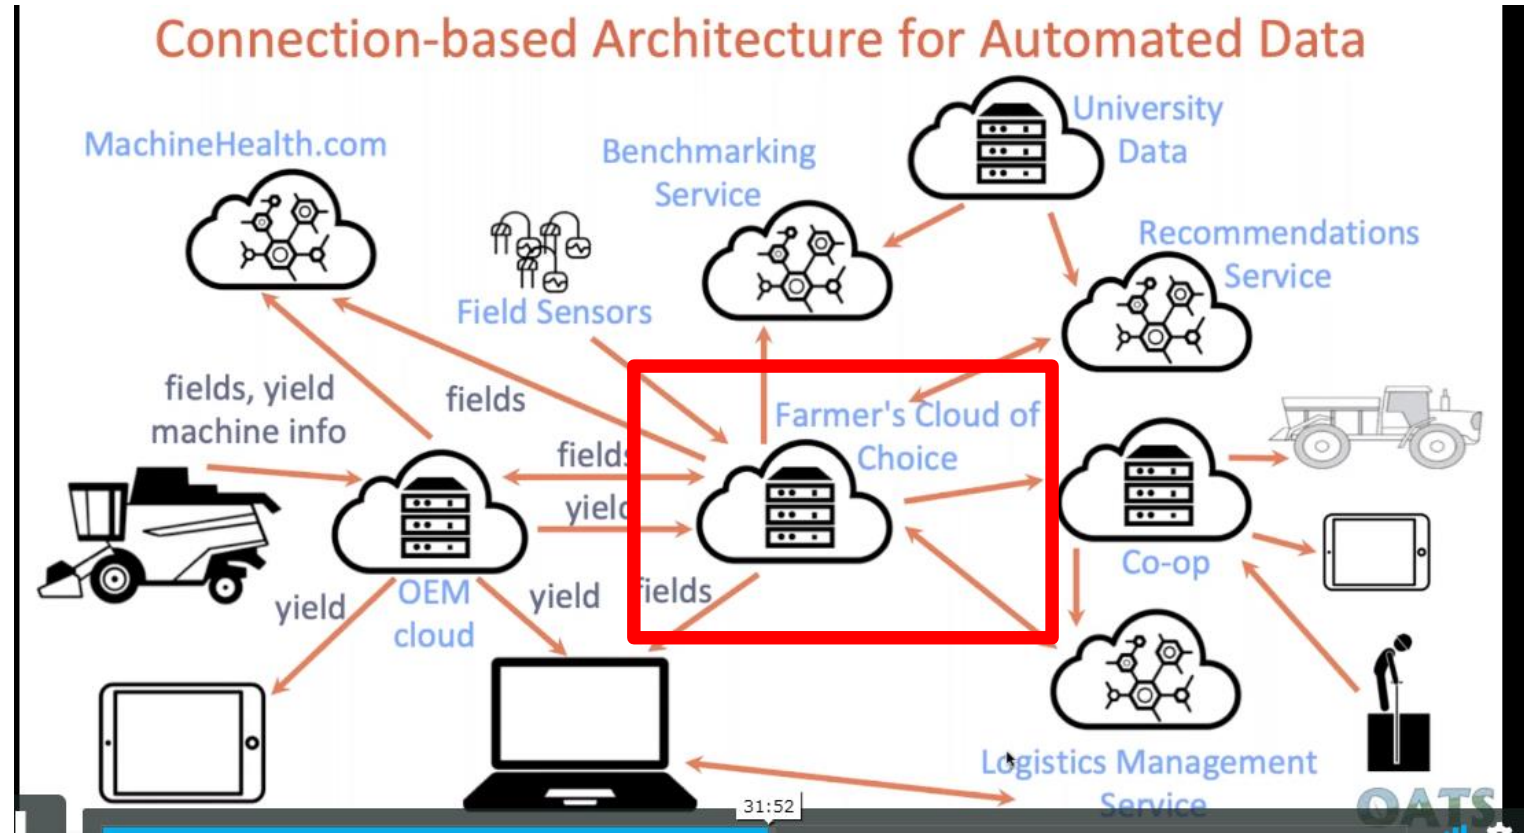 Connection-based Architecture for Automated Data
MachineHealth.com
Benchmarking
Service
University
Data
Recommendations
Service
Field Sensors
fields, yield
machine info
fields
Farmer's Cloud of
Choice
field
yield
OEM
cloud
yield
yield
fields
Co-op
Logistics Management
Service
31:52
OATS